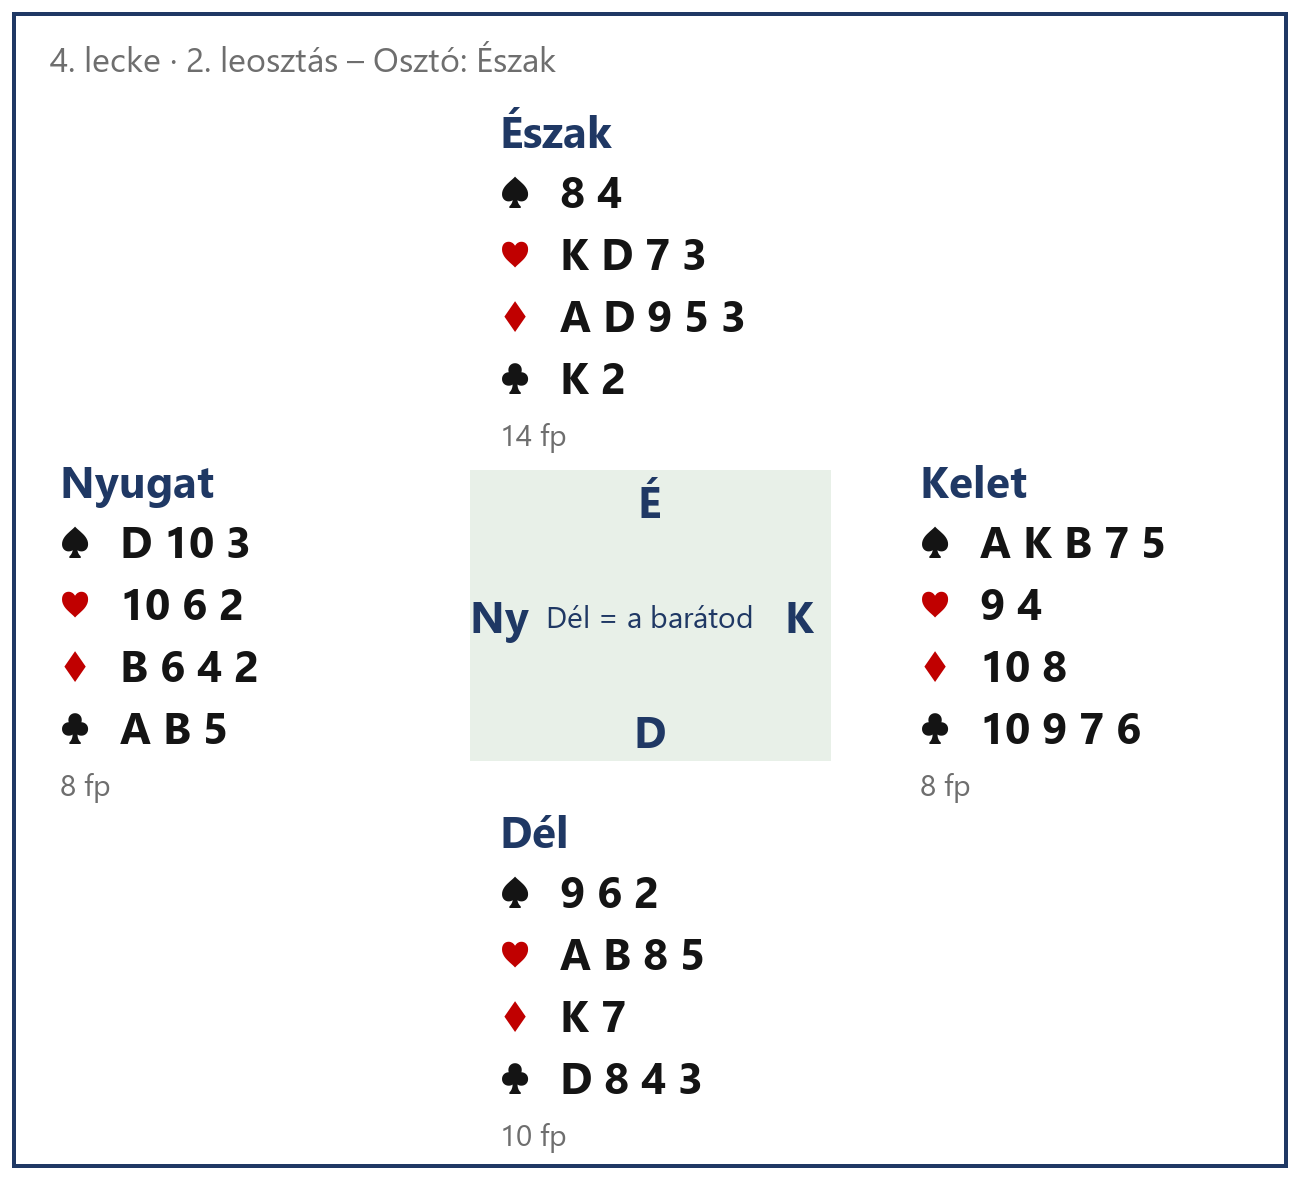 4. lecke · 2. leosztás – Osztó: Észak
Észak
♠ 8 4
♥ K D 7 3
♦ A D 9 5 3
♣ K 2
14 fp
Nyugat
♠ D 10 3
♥ 10 6 2
♦ B 6 4 2
♣ A B 5
8 fp
É
Ny Dél = a barátod K
D
Kelet
♠ A K B 7 5
♥ 9 4
♦ 10 8
♣ 10 9 7 6
8 fp
Dél
♠ 9 6 2
♥ A B 8 5
♦ K 7
♣ D 8 4 3
10 fp